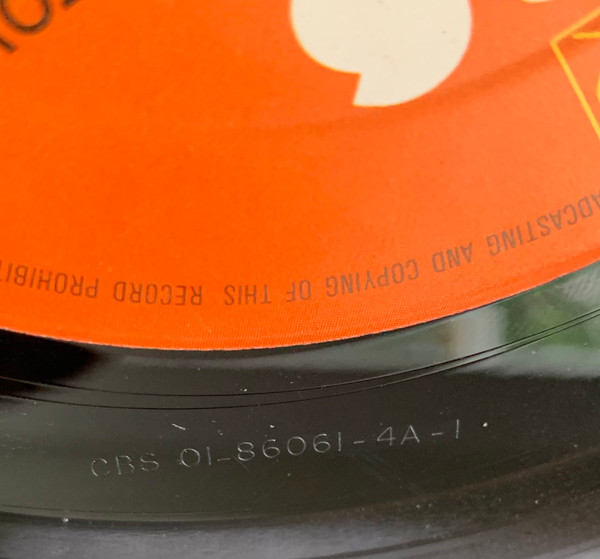 ADCASTING AND COPYING OF THIS RECORD PROHIBIT
CBS 01-86061-4A-1